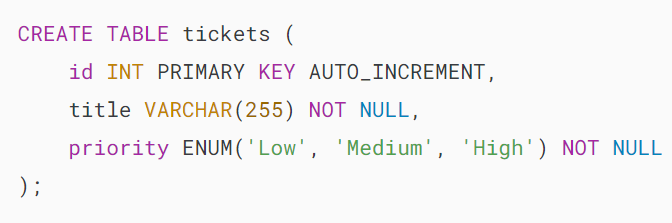 CREATE TABLE tickets (
    id INT PRIMARY KEY AUTO_INCREMENT,
    title VARCHAR(255) NOT NULL,
    priority ENUM('Low', 'Medium', 'High') NOT NULL
);